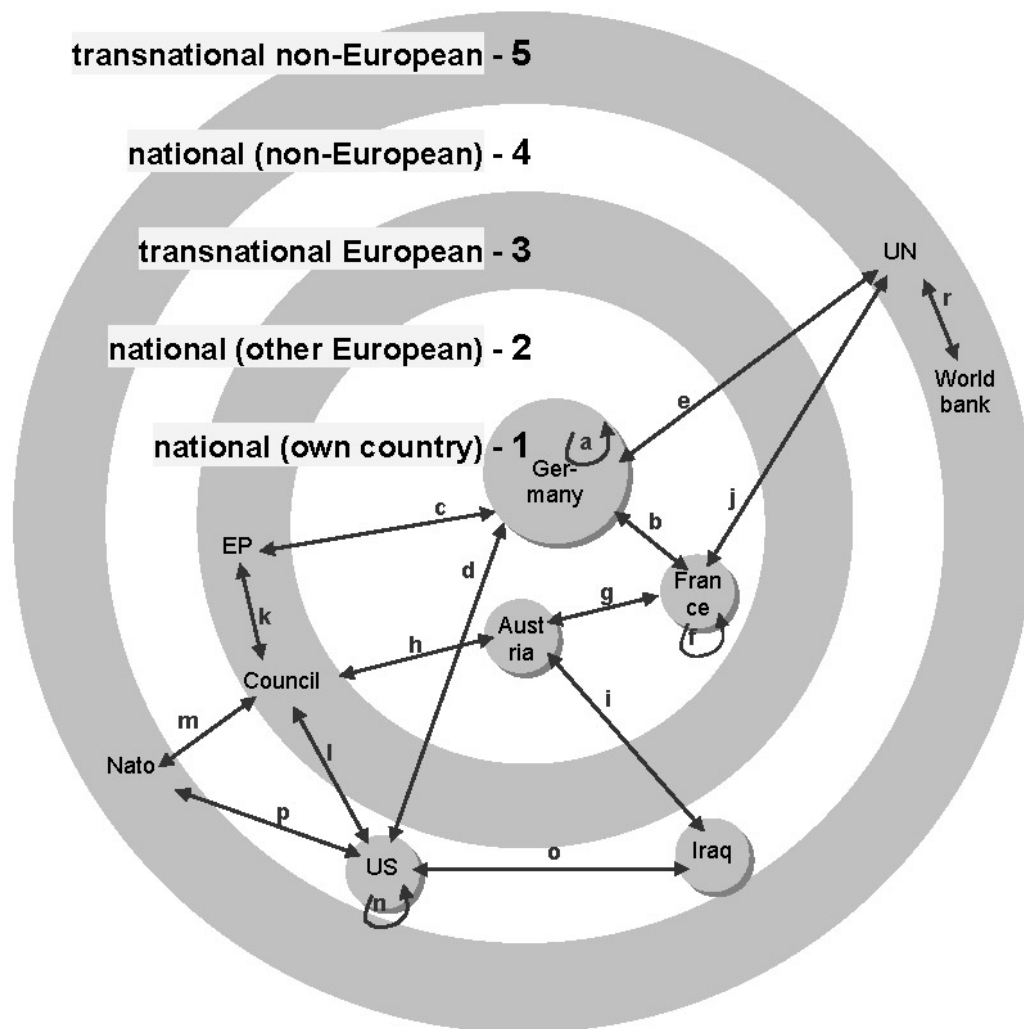 transnational non-European - 5
national (non-European) - 4
transnational European - 3
UN
r
national (other European) - 2
World
bank
e
national (own country) - 1
a
Ger-
many
j
c
b
EP
d
Fran
ce
g
f
k
Aust
ria
h
Council
i
m
l
Nato
p
US
o
Iraq
n